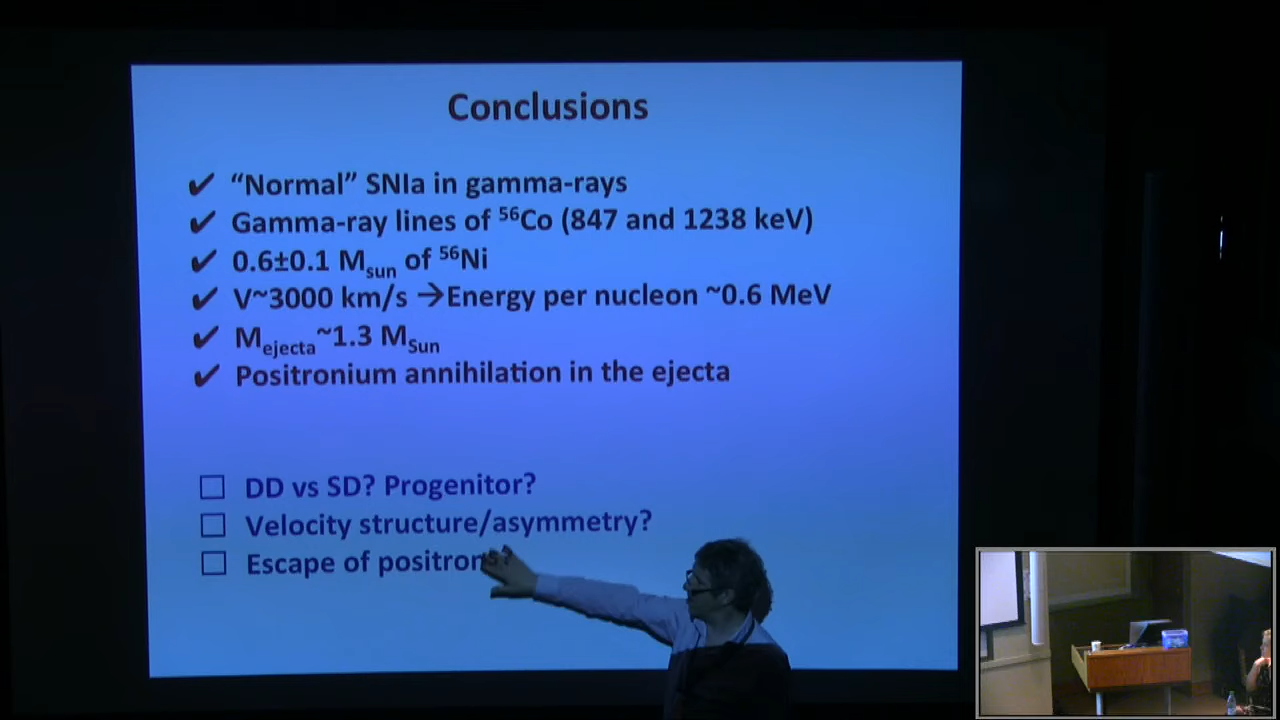 Conclusions
✔ “Normal” SNIa in gamma-rays
✔ Gamma-ray lines of ⁵⁶Co (847 and 1238 keV)
✔ 0.6±0.1 Msun of ⁵⁶Ni
✔ V~3000 km/s →Energy per nucleon ~0.6 MeV
✔ Mejecta~1.3 MSun
✔ Positronium annihilation in the ejecta
☐ DD vs SD? Progenitor?
☐ Velocity structure/asymmetry?
☐ Escape of positrons?